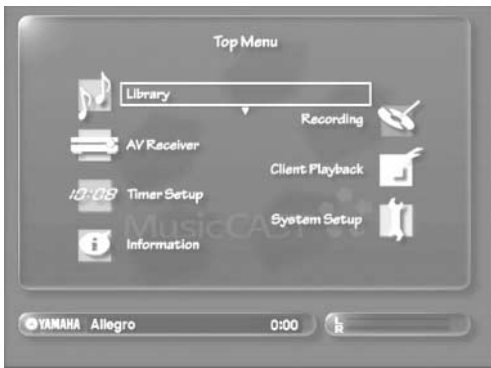 Top Menu
Library
Recording
AV Receiver
Client Playback
10:08 Timer Setup
System Setup
Information
MusicCAST
YAMAHA Allegro 0:00 L
R